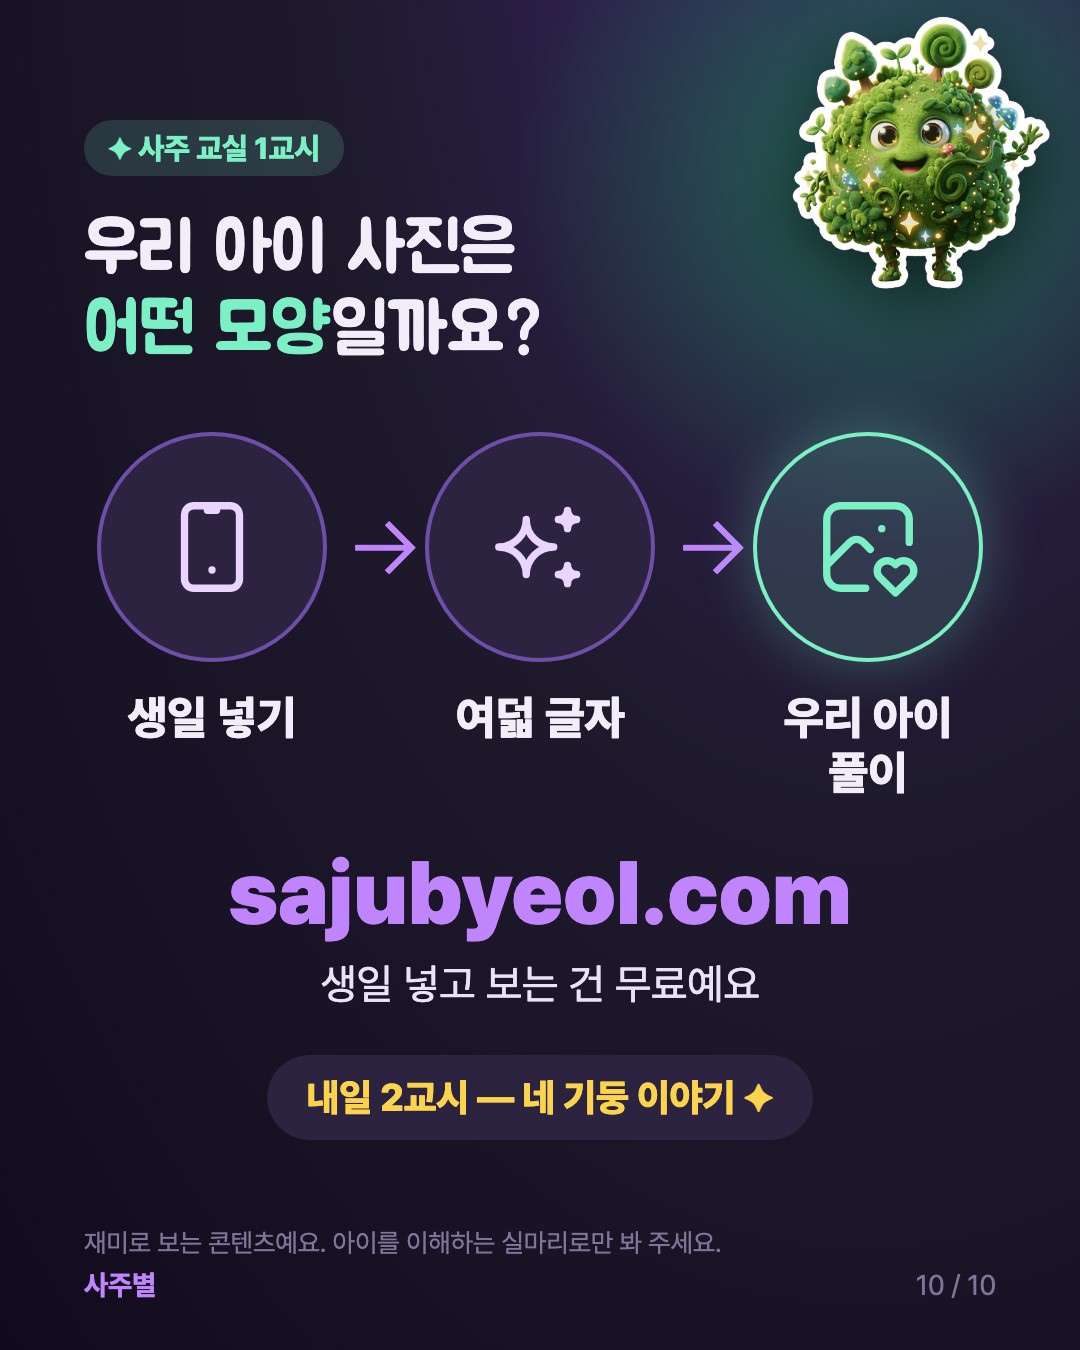 ✦ 사주 교실 1교시
우리 아이 사진은
어떤 모양일까요?
생일 넣기
여덟 글자
우리 아이
풀이
sajubyeol.com
생일 넣고 보는 건 무료예요
내일 2교시 — 네 기둥 이야기 ✦
재미로 보는 콘텐츠예요. 아이를 이해하는 실마리로만 봐 주세요.
사주별
10 / 10